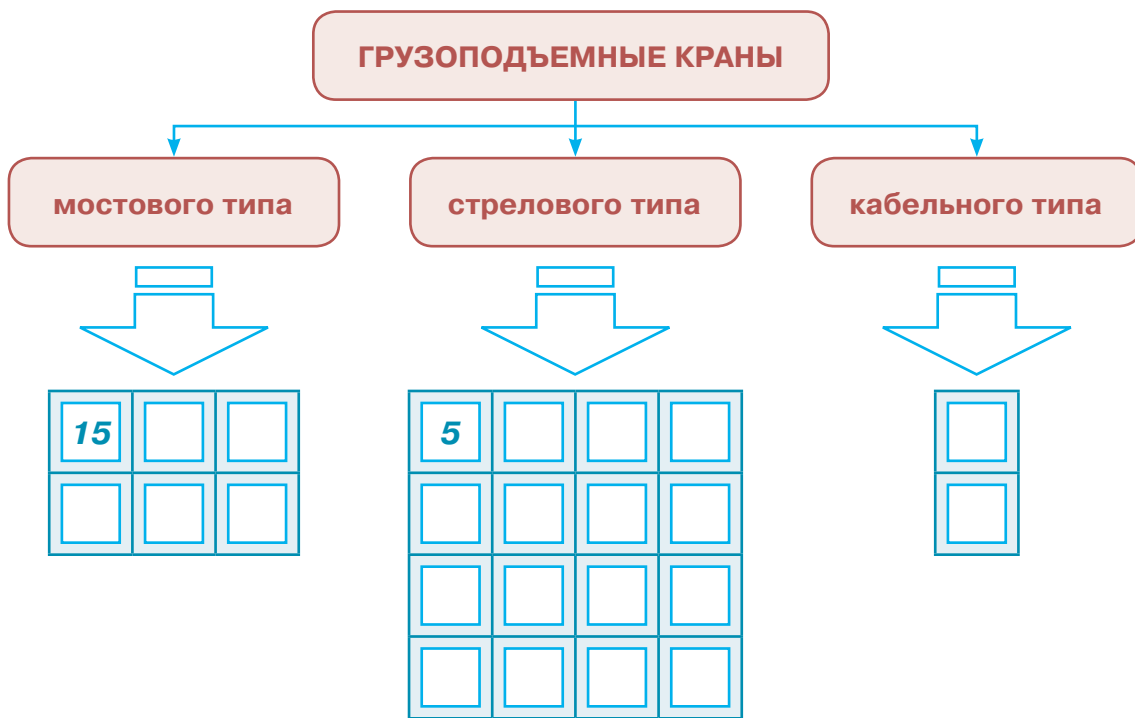 ГРУЗОПОДЪЕМНЫЕ КРАНЫ
мостового типа
стрелового типа
кабельного типа
15
5